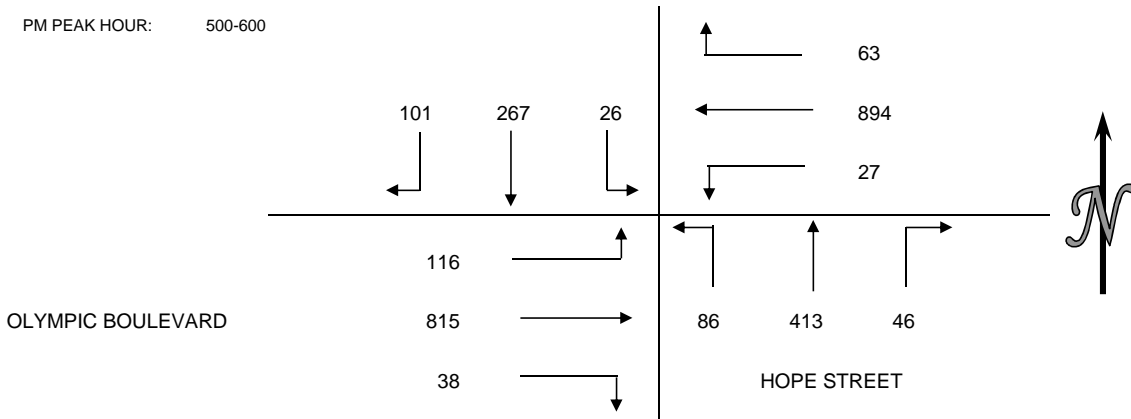 PM PEAK HOUR: 500-600
63
101 267 26 894
27
116
OLYMPIC BOULEVARD 815 86 413 46
38 HOPE STREET
N